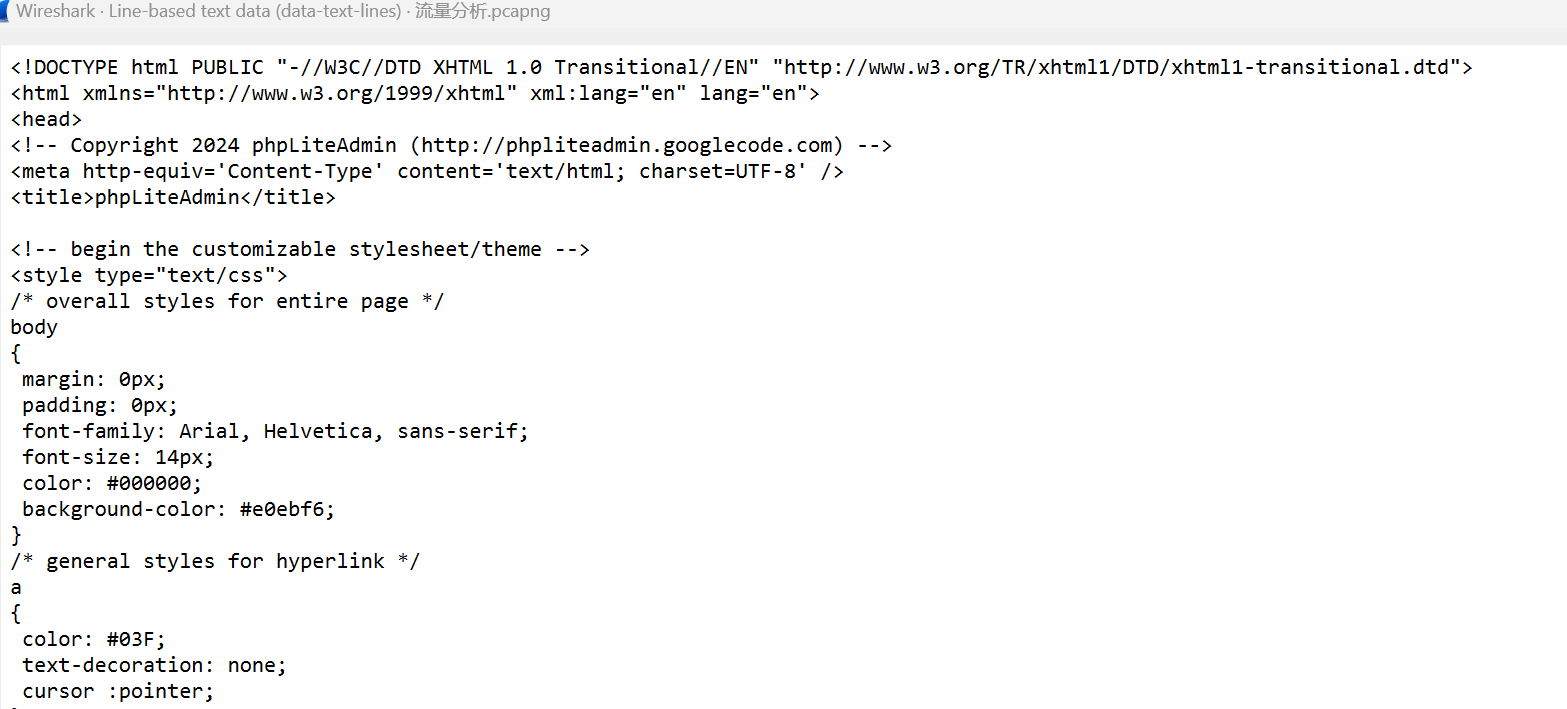 Wireshark · Line-based text data (data-text-lines) · 流量分析.pcapng
<!DOCTYPE html PUBLIC "-//W3C//DTD XHTML 1.0 Transitional//EN" "http://www.w3.org/TR/xhtml1/DTD/xhtml1-transitional.dtd">
<html xmlns="http://www.w3.org/1999/xhtml" xml:lang="en" lang="en">
<head>
<!-- Copyright 2024 phpLiteAdmin (http://phpliteadmin.googlecode.com) -->
<meta http-equiv='Content-Type' content='text/html; charset=UTF-8' />
<title>phpLiteAdmin</title>

<!-- begin the customizable stylesheet/theme -->
<style type="text/css">
/* overall styles for entire page */
body
{
 margin: 0px;
 padding: 0px;
 font-family: Arial, Helvetica, sans-serif;
 font-size: 14px;
 color: #000000;
 background-color: #e0ebf6;
}
/* general styles for hyperlink */
a
{
 color: #03F;
 text-decoration: none;
 cursor :pointer;